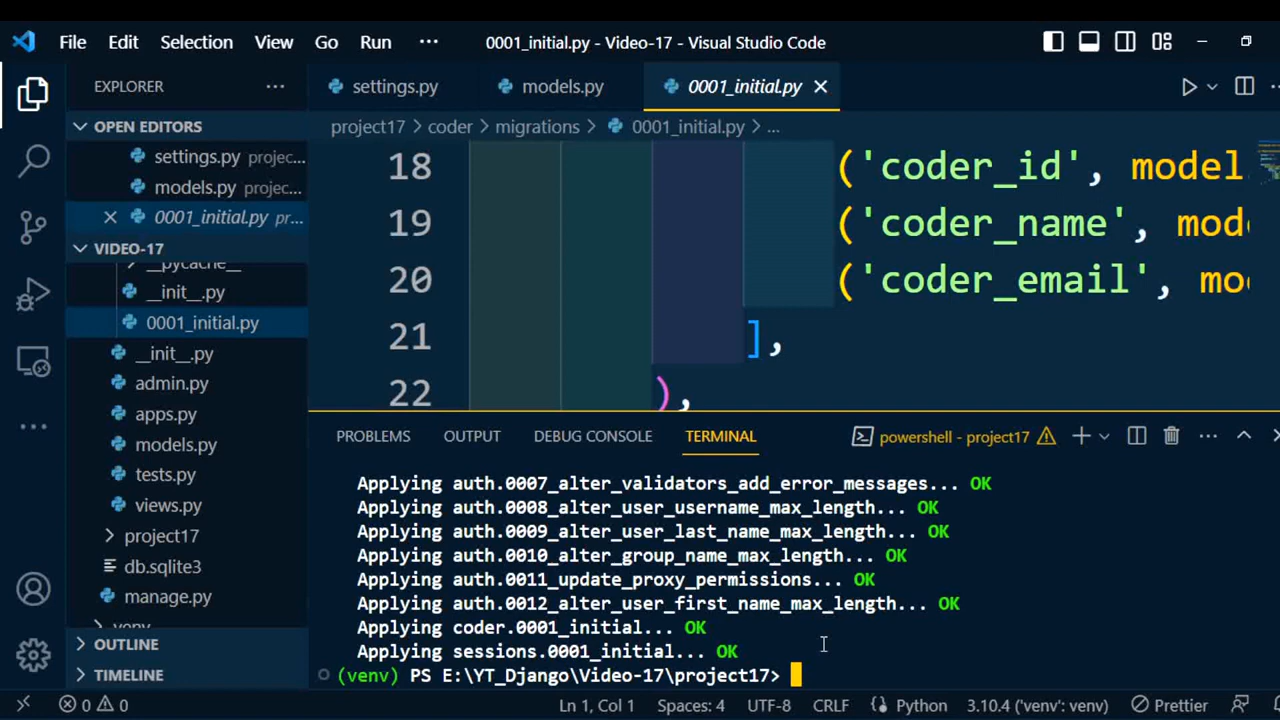 File Edit Selection View Go Run ··· 0001_initial.py - Video-17 - Visual Studio Code
EXPLORER ···
OPEN EDITORS
settings.py projec...
models.py projec...
0001_initial.py pr...
VIDEO-17
__pycache__
__init__.py
0001_initial.py
__init__.py
admin.py
apps.py
models.py
tests.py
views.py
project17
db.sqlite3
manage.py
venv
OUTLINE
TIMELINE
settings.py models.py 0001_initial.py
project17 > coder > migrations > 0001_initial.py > ...
18 ('coder_id', model
19 ('coder_name', mode
20 ('coder_email', mo
21 ],
22 ),
PROBLEMS OUTPUT DEBUG CONSOLE TERMINAL powershell - project17
Applying auth.0007_alter_validators_add_error_messages... OK
Applying auth.0008_alter_user_username_max_length... OK
Applying auth.0009_alter_user_last_name_max_length... OK
Applying auth.0010_alter_group_name_max_length... OK
Applying auth.0011_update_proxy_permissions... OK
Applying auth.0012_alter_user_first_name_max_length... OK
Applying coder.0001_initial... OK
Applying sessions.0001_initial... OK
(venv) PS E:\YT_Django\Video-17\project17>
0 0 Ln 1, Col 1 Spaces: 4 UTF-8 CRLF Python 3.10.4 ('venv': venv) Prettier